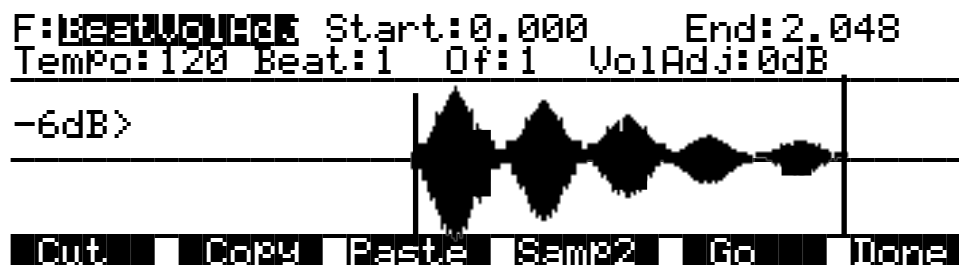 F:BeatVolAdj Start:0.000 End:2.048
Tempo:120 Beat:1 Of:1 VolAdj:0dB
-6dB>
Cut Copy Paste Samp2 Go Done